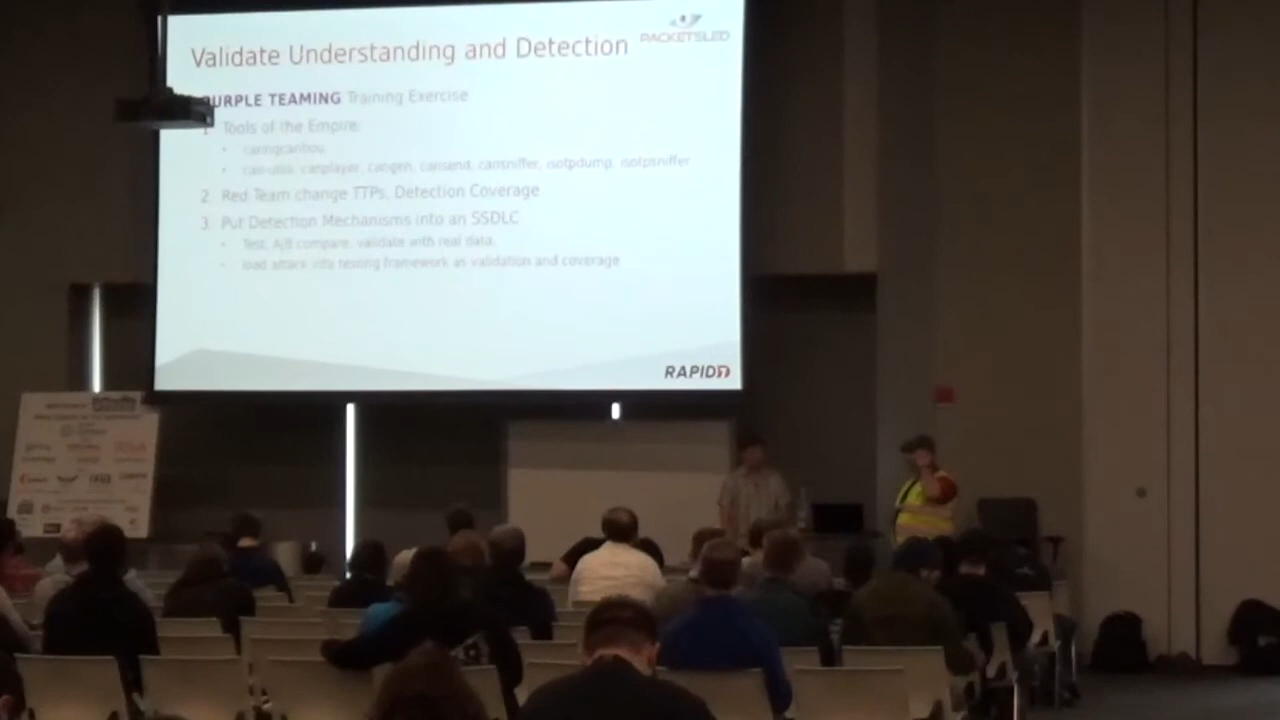 Validate Understanding and Detection
PACKETSLED
PURPLE TEAMING Training Exercise
1. Tools of the Empire:
• caringcaribou
• can-utils, canplayer, cangen, cansend, cansniffer, isotpdump, isotpsniffer
2. Red Team change TTPs, Detection Coverage
3. Put Detection Mechanisms into an SSDLC
• Test, A/B compare, validate with real data,
• load attack into testing framework as validation and coverage
RAPID7